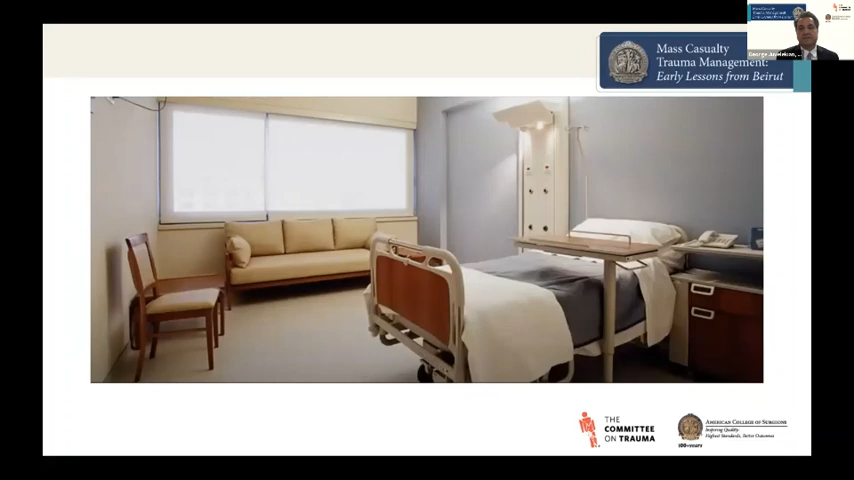 Mass Casualty
Trauma Management:
Early Lessons from Beirut
THE
COMMITTEE
ON TRAUMA
AMERICAN COLLEGE OF SURGEONS
Inspiring Quality:
Highest Standards, Better Outcomes
100+years